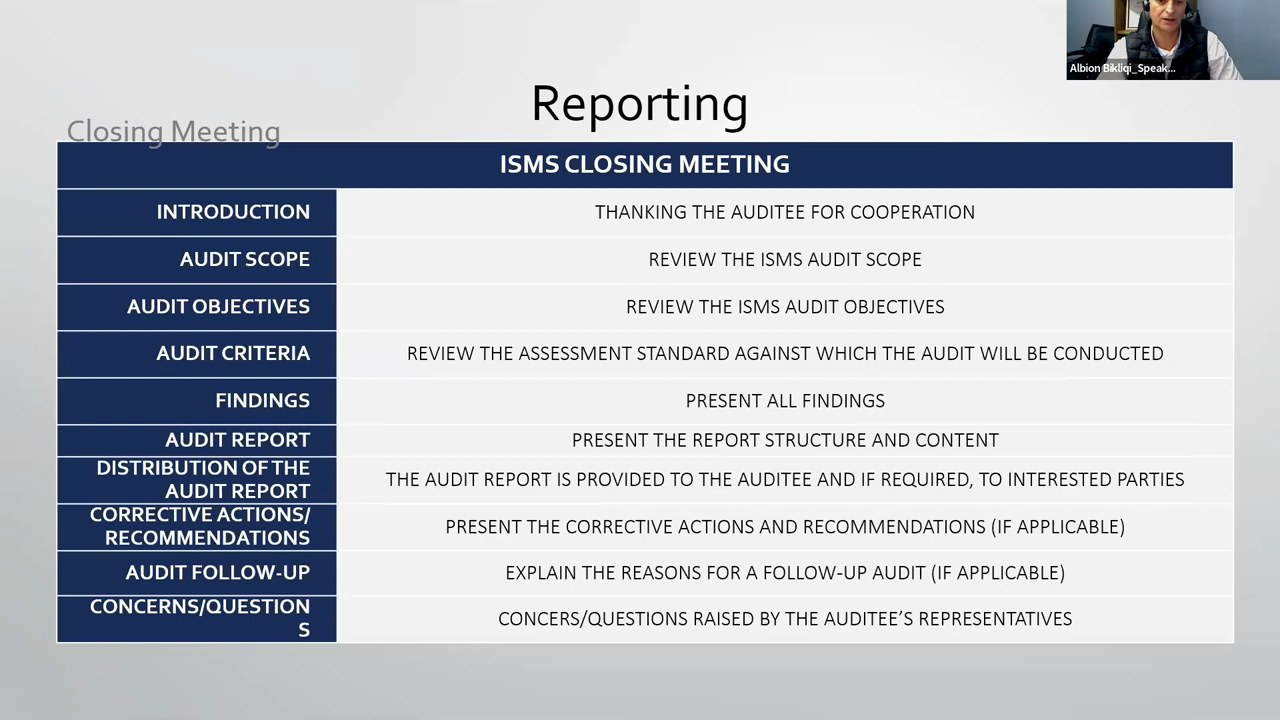 Albion Bikliqi_Speak...
Reporting
Closing Meeting
ISMS CLOSING MEETING
INTRODUCTION
THANKING THE AUDITEE FOR COOPERATION
AUDIT SCOPE
REVIEW THE ISMS AUDIT SCOPE
AUDIT OBJECTIVES
REVIEW THE ISMS AUDIT OBJECTIVES
AUDIT CRITERIA
REVIEW THE ASSESSMENT STANDARD AGAINST WHICH THE AUDIT WILL BE CONDUCTED
FINDINGS
PRESENT ALL FINDINGS
AUDIT REPORT
PRESENT THE REPORT STRUCTURE AND CONTENT
DISTRIBUTION OF THE
AUDIT REPORT
THE AUDIT REPORT IS PROVIDED TO THE AUDITEE AND IF REQUIRED, TO INTERESTED PARTIES
CORRECTIVE ACTIONS/
RECOMMENDATIONS
PRESENT THE CORRECTIVE ACTIONS AND RECOMMENDATIONS (IF APPLICABLE)
AUDIT FOLLOW-UP
EXPLAIN THE REASONS FOR A FOLLOW-UP AUDIT (IF APPLICABLE)
CONCERNS/QUESTION
S
CONCERS/QUESTIONS RAISED BY THE AUDITEE’S REPRESENTATIVES